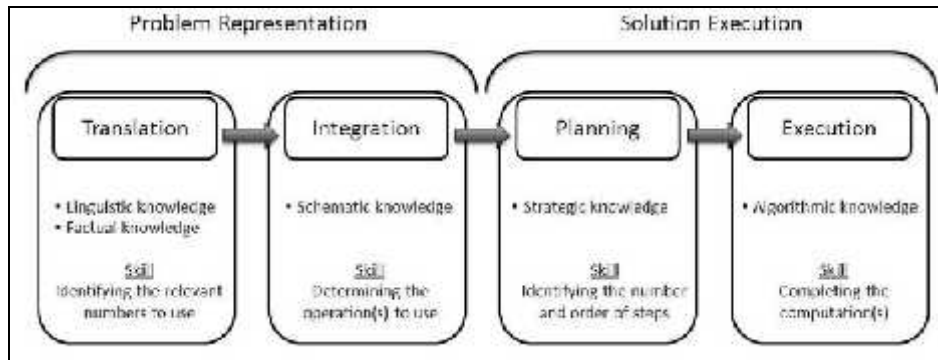 Problem Representation
Solution Execution
Translation
• Linguistic knowledge
• Factual knowledge
Skill
Identifying the relevant
numbers to use
Integration
• Schematic knowledge
Skill
Determining the
operation(s) to use
Planning
• Strategic knowledge
Skill
Identifying the number
and order of steps
Execution
• Algorithmic knowledge
Skill
Completing the
computation(s)